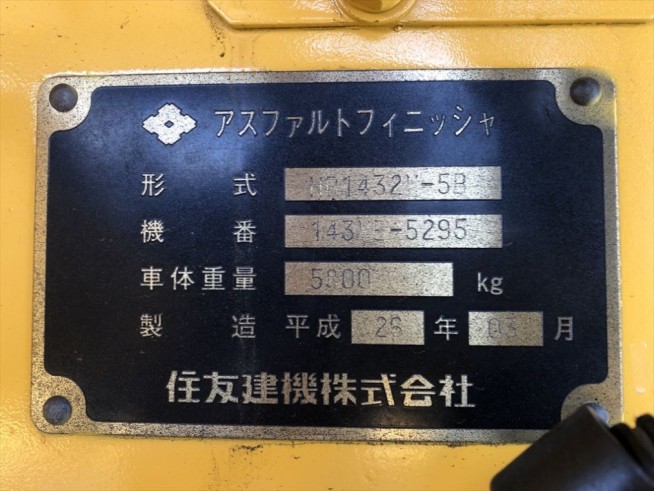 アスファルトフィニッシャ
形 式
機 番 -5295
車体重量 kg
製 造 平成 年 03 月
住友建機株式会社